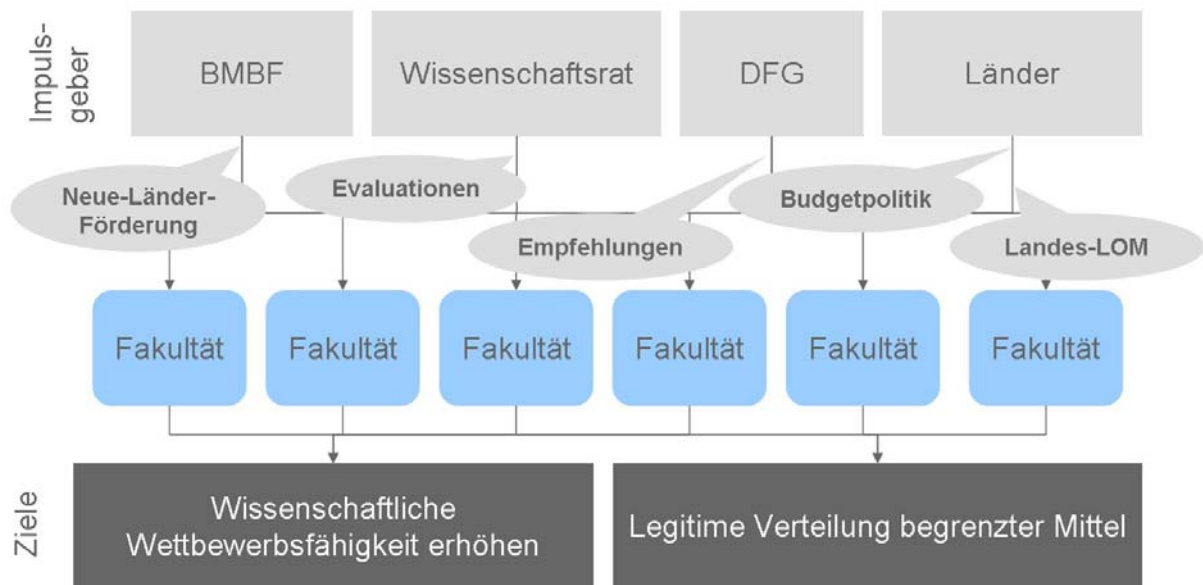 Impuls-
geber
BMBF
Wissenschaftsrat
DFG
Länder
Neue-Länder-
Förderung
Evaluationen
Empfehlungen
Budgetpolitik
Landes-LOM
Fakultät
Fakultät
Fakultät
Fakultät
Fakultät
Fakultät
Ziele
Wissenschaftliche
Wettbewerbsfähigkeit erhöhen
Legitime Verteilung begrenzter Mittel